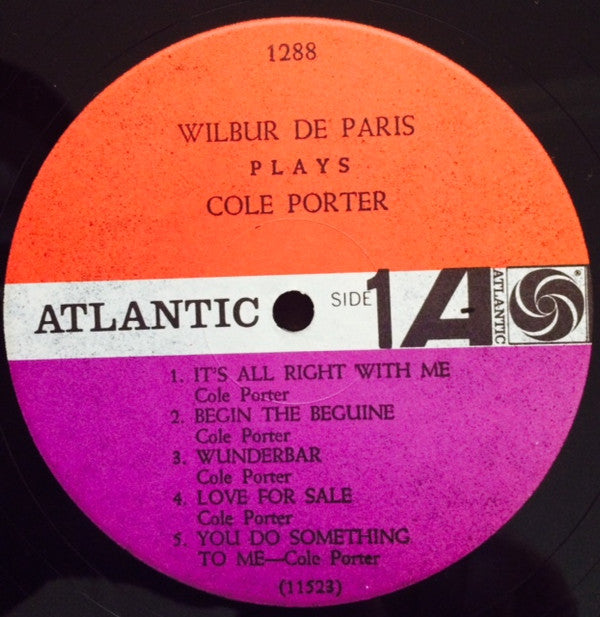 1288
WILBUR DE PARIS
PLAYS
COLE PORTER
ATLANTIC
SIDE 1
A
ATLANTIC
®
1. IT'S ALL RIGHT WITH ME
Cole Porter
2. BEGIN THE BEGUINE
Cole Porter
3. WUNDERBAR
Cole Porter
4. LOVE FOR SALE
Cole Porter
5. YOU DO SOMETHING
TO ME—Cole Porter
(11523)